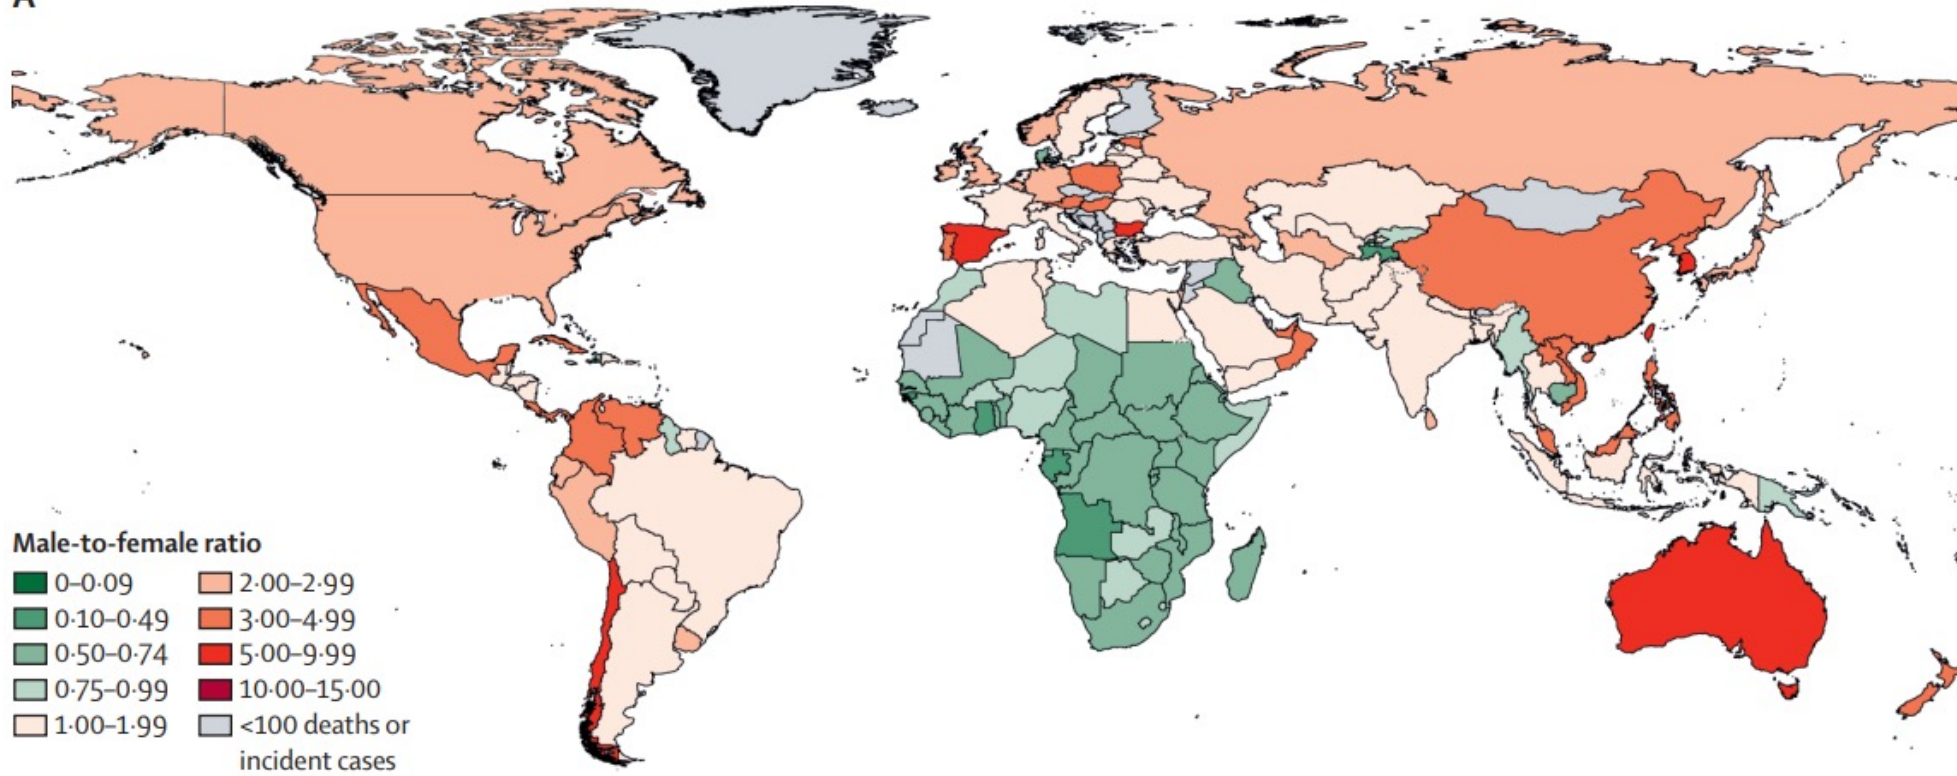 A
Male-to-female ratio
0–0·09
0·10–0·49
0·50–0·74
0·75–0·99
1·00–1·99
2·00–2·99
3·00–4·99
5·00–9·99
10·00–15·00
<100 deaths or
incident cases